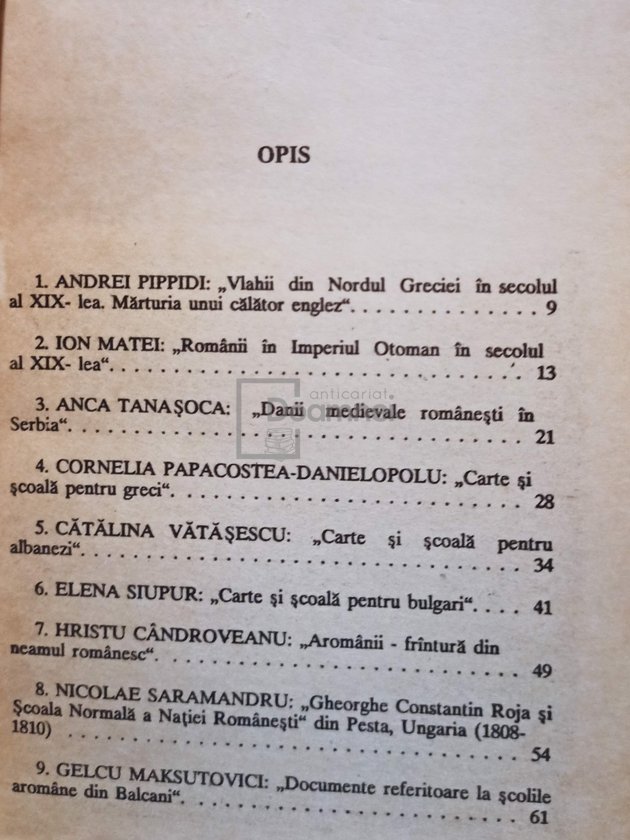 OPIS
1. ANDREI PIPPIDI: „Vlahii din Nordul Greciei în secolul
al XIX- lea. Mărturia unui călător englez“. . . . . . . . . . . . . . . 9
2. ION MATEI: „Românii în Imperiul Otoman în secolul
al XIX- lea“. . . . . . . . . . . . . . . . . . . . . . . . . . . . . . . . 13
anticariat
3. ANCA TANAŞOCA: „Danii medievale româneşti în
Serbia“. . . . . . . . . . . . . . . . . . . . . . . . . . . . . . . . . . . 21
4. CORNELIA PAPACOSTEA-DANIELOPOLU: „Carte şi
şcoală pentru greci“. . . . . . . . . . . . . . . . . . . . . . . . . . . 28
5. CĂTĂLINA VĂTĂŞESCU: „Carte şi şcoală pentru
albanezi“. . . . . . . . . . . . . . . . . . . . . . . . . . . . . . . . . . 34
6. ELENA SIUPUR: „Carte şi şcoală pentru bulgari“. . . . 41
7. HRISTU CÂNDROVEANU: „Aromânii - frîntură din
neamul românesc“. . . . . . . . . . . . . . . . . . . . . . . . . . . . 49
8. NICOLAE SARAMANDRU: „Gheorghe Constantin Roja şi
Şcoala Normală a Naţiei Româneşti“ din Pesta, Ungaria (1808-
1810) . . . . . . . . . . . . . . . . . . . . . . . . . . . . . . . . . . . 54
9. GELCU MAKSUTOVICI: „Documente referitoare la şcolile
aromâne din Balcani“. . . . . . . . . . . . . . . . . . . . . . . . . . 61